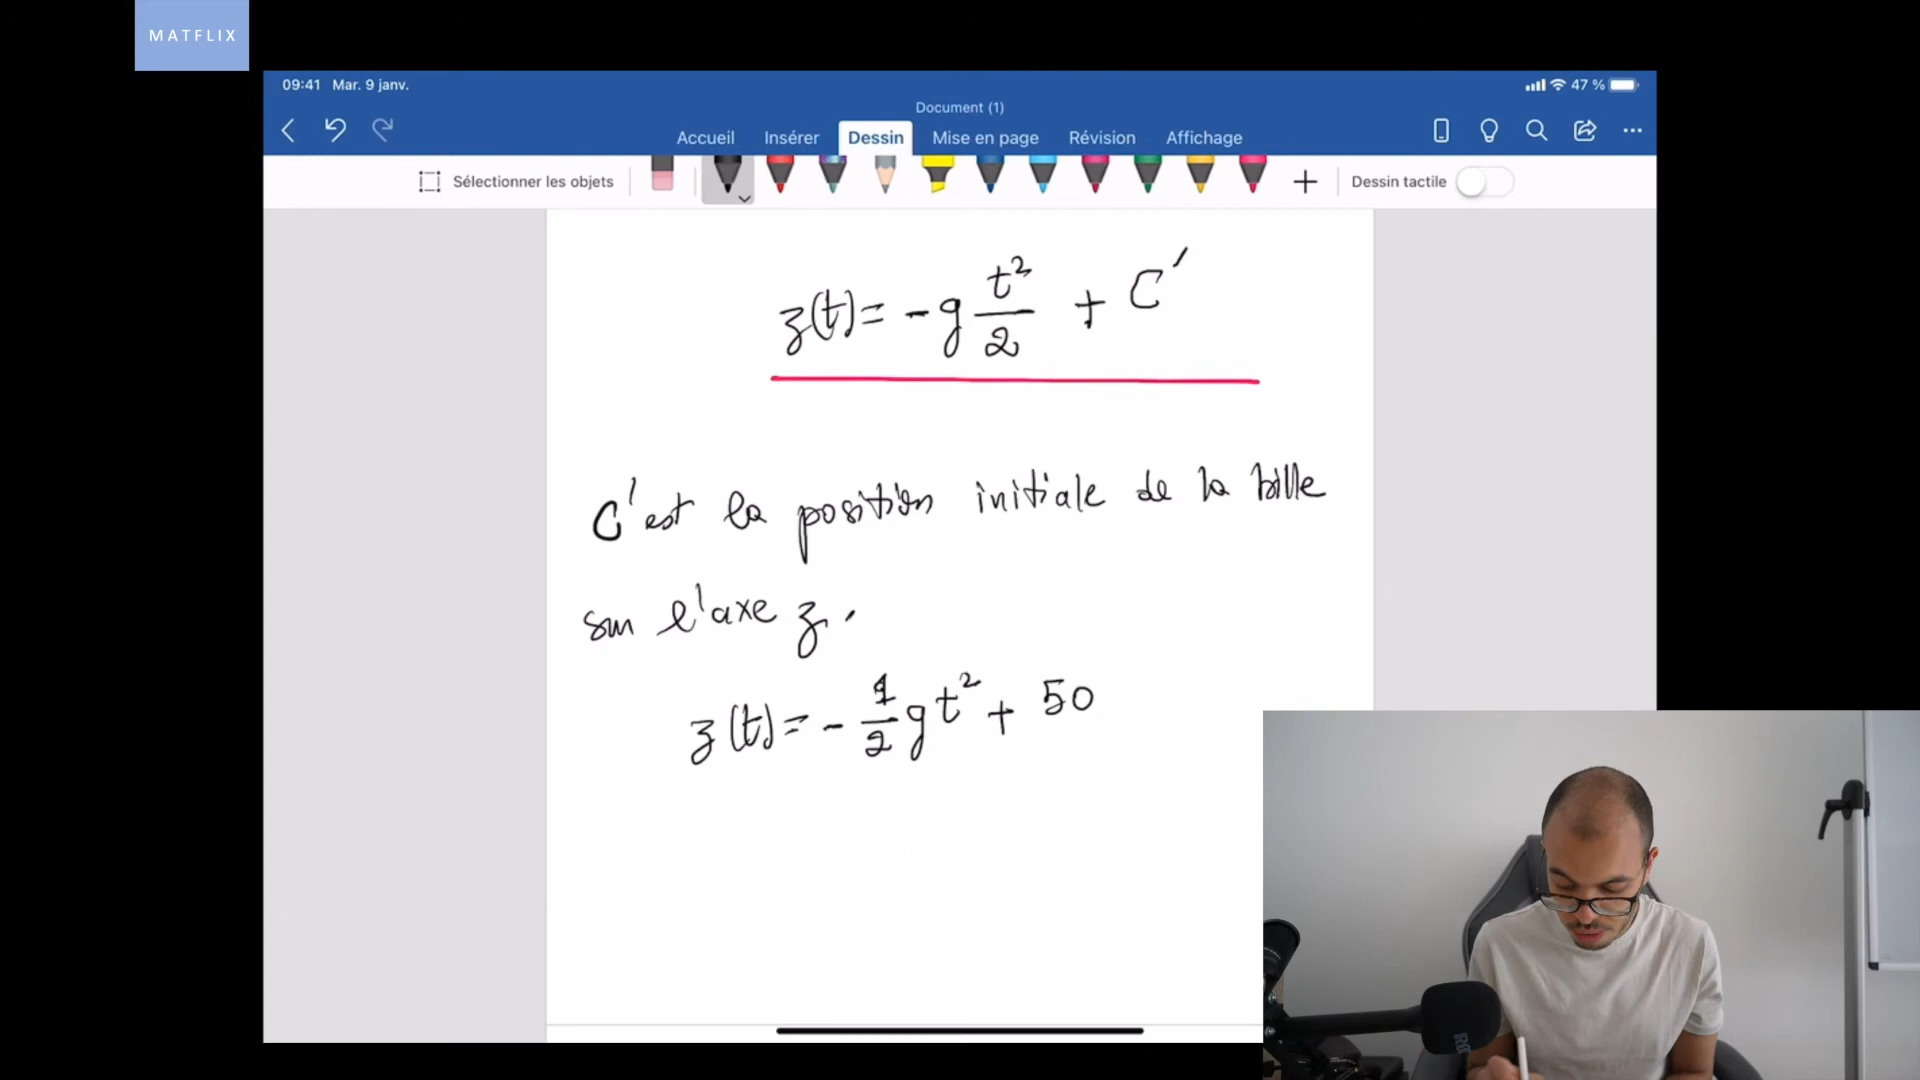 MATFLIX
09:41 Mar. 9 janv.
47 %
Document (1)
Accueil Insérer Dessin Mise en page Révision Affichage
Sélectionner les objets
Dessin tactile
z(t)= -g t²/2 + C'
C'est la position initiale de la bille
sur l'axe z.
z(t)= - 1/2 g t² + 50